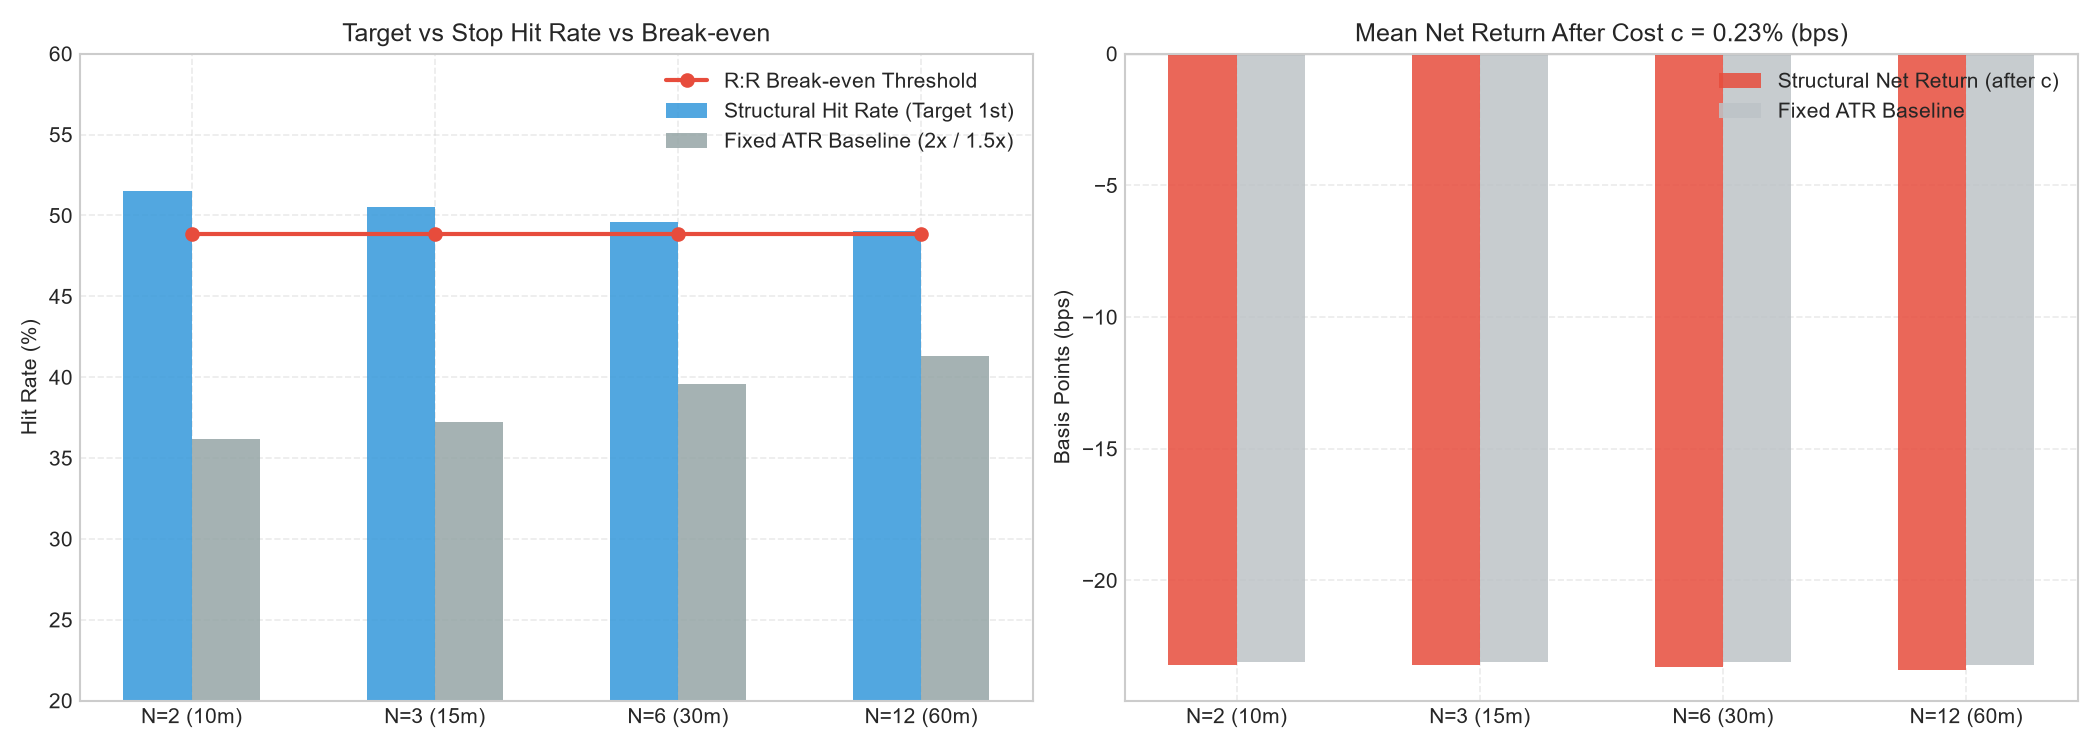 Target vs Stop Hit Rate vs Break-even
60
55
50
45
40
35
30
25
20
Hit Rate (%)
R:R Break-even Threshold
Structural Hit Rate (Target 1st)
Fixed ATR Baseline (2x / 1.5x)
N=2 (10m)
N=3 (15m)
N=6 (30m)
N=12 (60m)
Mean Net Return After Cost c = 0.23% (bps)
0
−5
−10
−15
−20
Basis Points (bps)
Structural Net Return (after c)
Fixed ATR Baseline
N=2 (10m)
N=3 (15m)
N=6 (30m)
N=12 (60m)